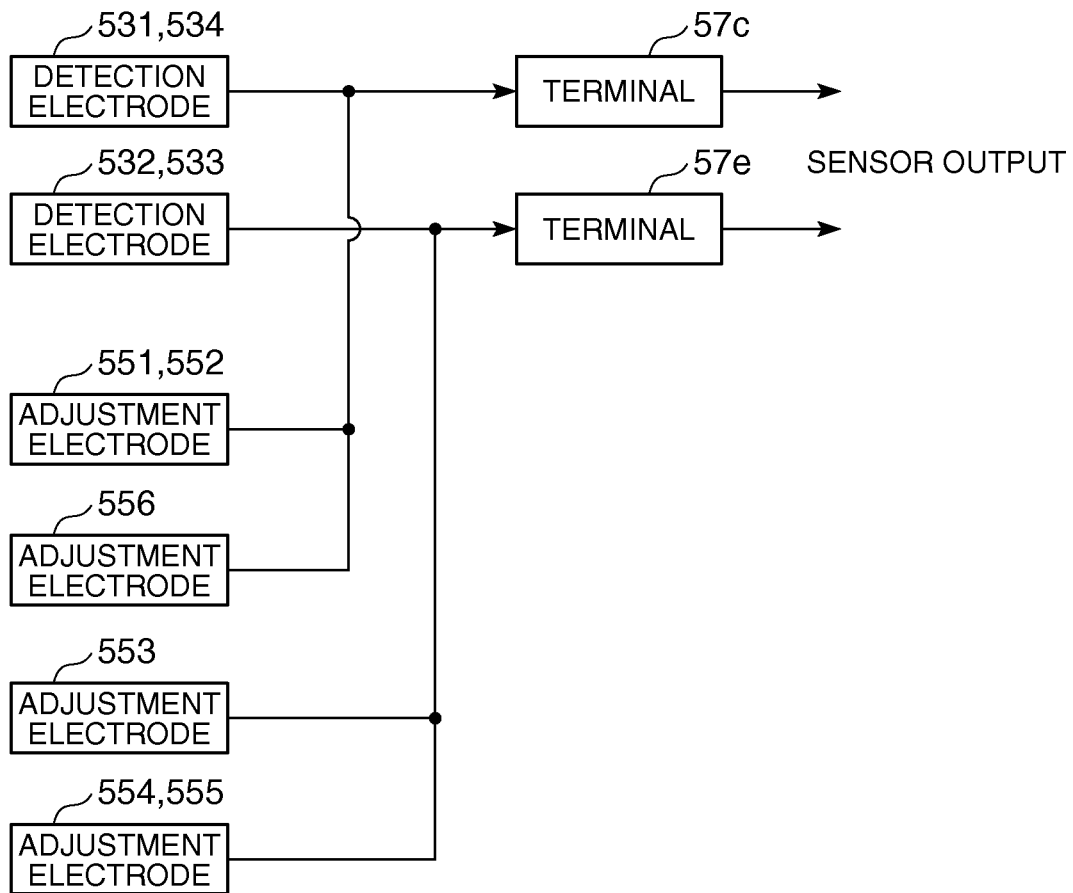 531,534
57c
DETECTION
ELECTRODE
TERMINAL
532,533
57e
SENSOR OUTPUT
DETECTION
ELECTRODE
TERMINAL
551,552
ADJUSTMENT
ELECTRODE
556
ADJUSTMENT
ELECTRODE
553
ADJUSTMENT
ELECTRODE
554,555
ADJUSTMENT
ELECTRODE